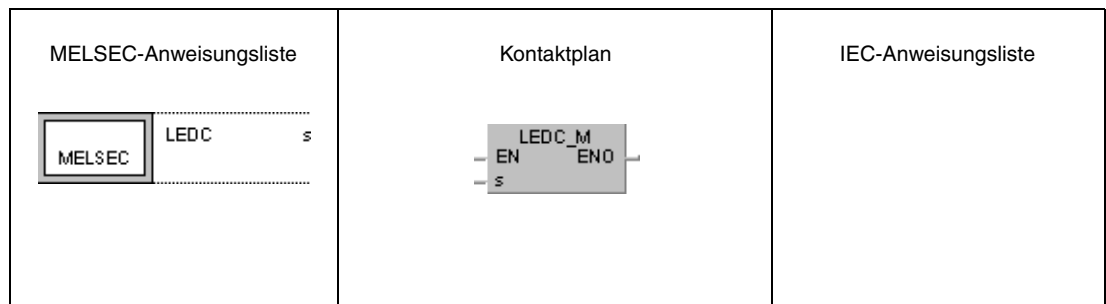 MELSEC-Anweisungsliste
Kontaktplan
IEC-Anweisungsliste
MELSEC
LEDC s
LEDC_M
EN ENO
s